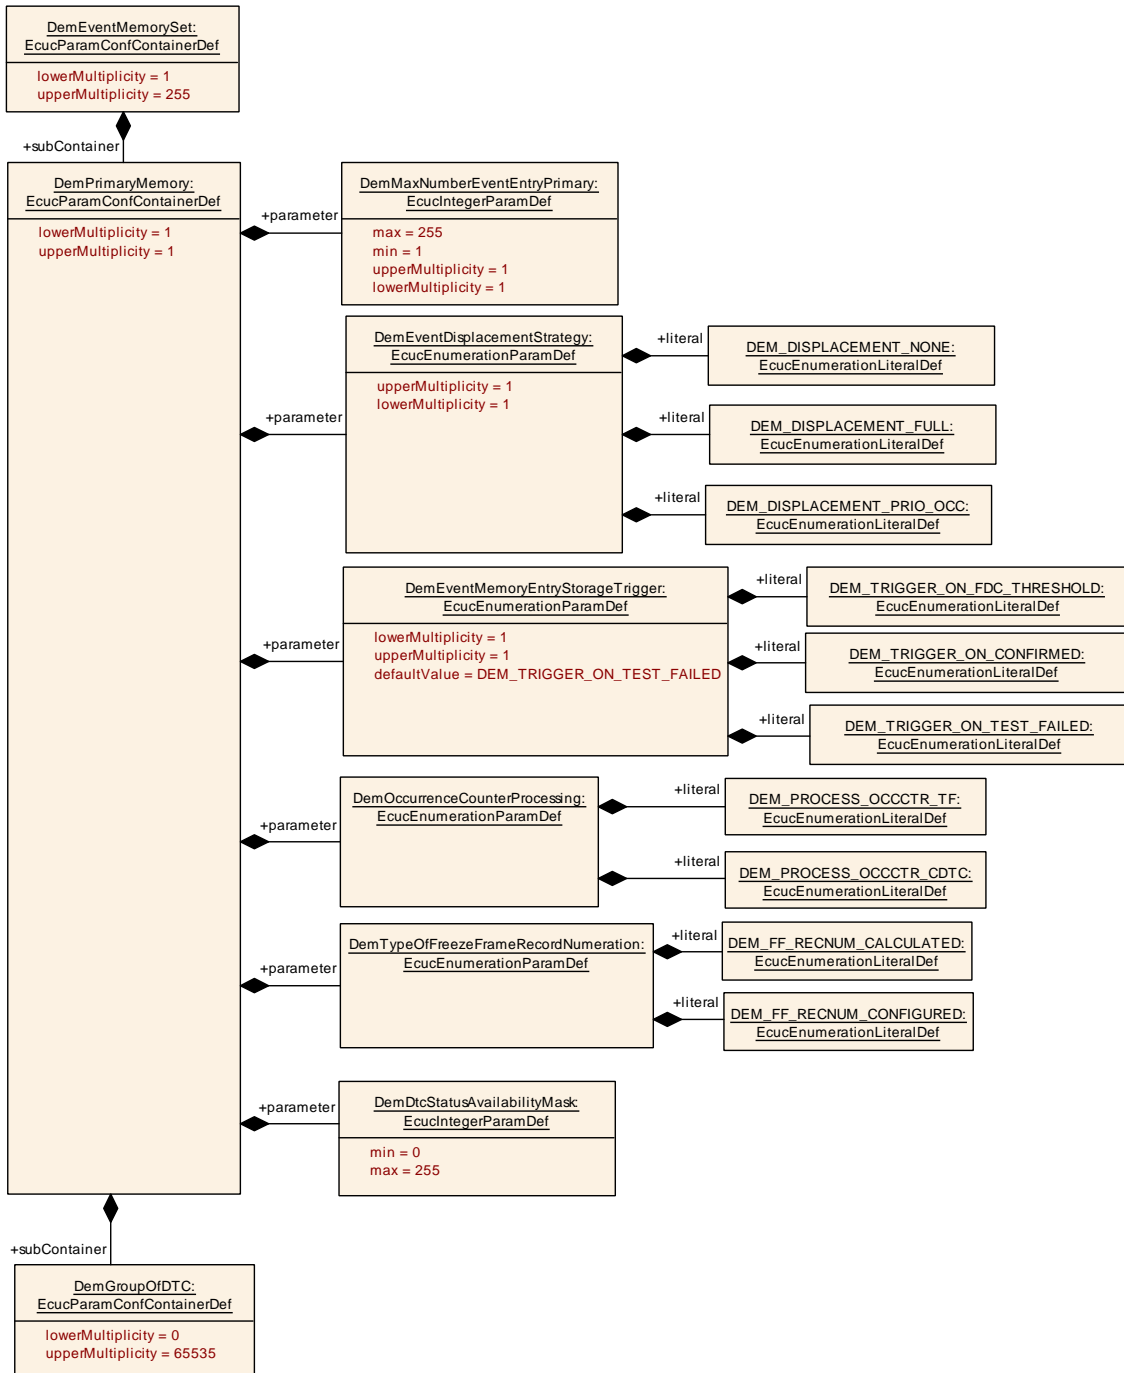 DemEventMemorySet:
EcucParamConfContainerDef
lowerMultiplicity = 1
upperMultiplicity = 255
+subContainer
DemPrimaryMemory:
EcucParamConfContainerDef
lowerMultiplicity = 1
upperMultiplicity = 1
+parameter
DemMaxNumberEventEntryPrimary:
EcucIntegerParamDef
max = 255
min = 1
upperMultiplicity = 1
lowerMultiplicity = 1
+parameter
DemEventDisplacementStrategy:
EcucEnumerationParamDef
upperMultiplicity = 1
lowerMultiplicity = 1
+literal
DEM_DISPLACEMENT_NONE:
EcucEnumerationLiteralDef
+literal
DEM_DISPLACEMENT_FULL:
EcucEnumerationLiteralDef
+literal
DEM_DISPLACEMENT_PRIO_OCC:
EcucEnumerationLiteralDef
+parameter
DemEventMemoryEntryStorageTrigger:
EcucEnumerationParamDef
lowerMultiplicity = 1
upperMultiplicity = 1
defaultValue = DEM_TRIGGER_ON_TEST_FAILED
+literal
DEM_TRIGGER_ON_FDC_THRESHOLD:
EcucEnumerationLiteralDef
+literal
DEM_TRIGGER_ON_CONFIRMED:
EcucEnumerationLiteralDef
+literal
DEM_TRIGGER_ON_TEST_FAILED:
EcucEnumerationLiteralDef
+parameter
DemOccurrenceCounterProcessing:
EcucEnumerationParamDef
+literal
DEM_PROCESS_OCCCTR_TF:
EcucEnumerationLiteralDef
+literal
DEM_PROCESS_OCCCTR_CDTC:
EcucEnumerationLiteralDef
+parameter
DemTypeOfFreezeFrameRecordNumeration:
EcucEnumerationParamDef
+literal
DEM_FF_RECNUM_CALCULATED:
EcucEnumerationLiteralDef
+literal
DEM_FF_RECNUM_CONFIGURED:
EcucEnumerationLiteralDef
+parameter
DemDtcStatusAvailabilityMask:
EcucIntegerParamDef
min = 0
max = 255
+subContainer
DemGroupOfDTC:
EcucParamConfContainerDef
lowerMultiplicity = 0
upperMultiplicity = 65535